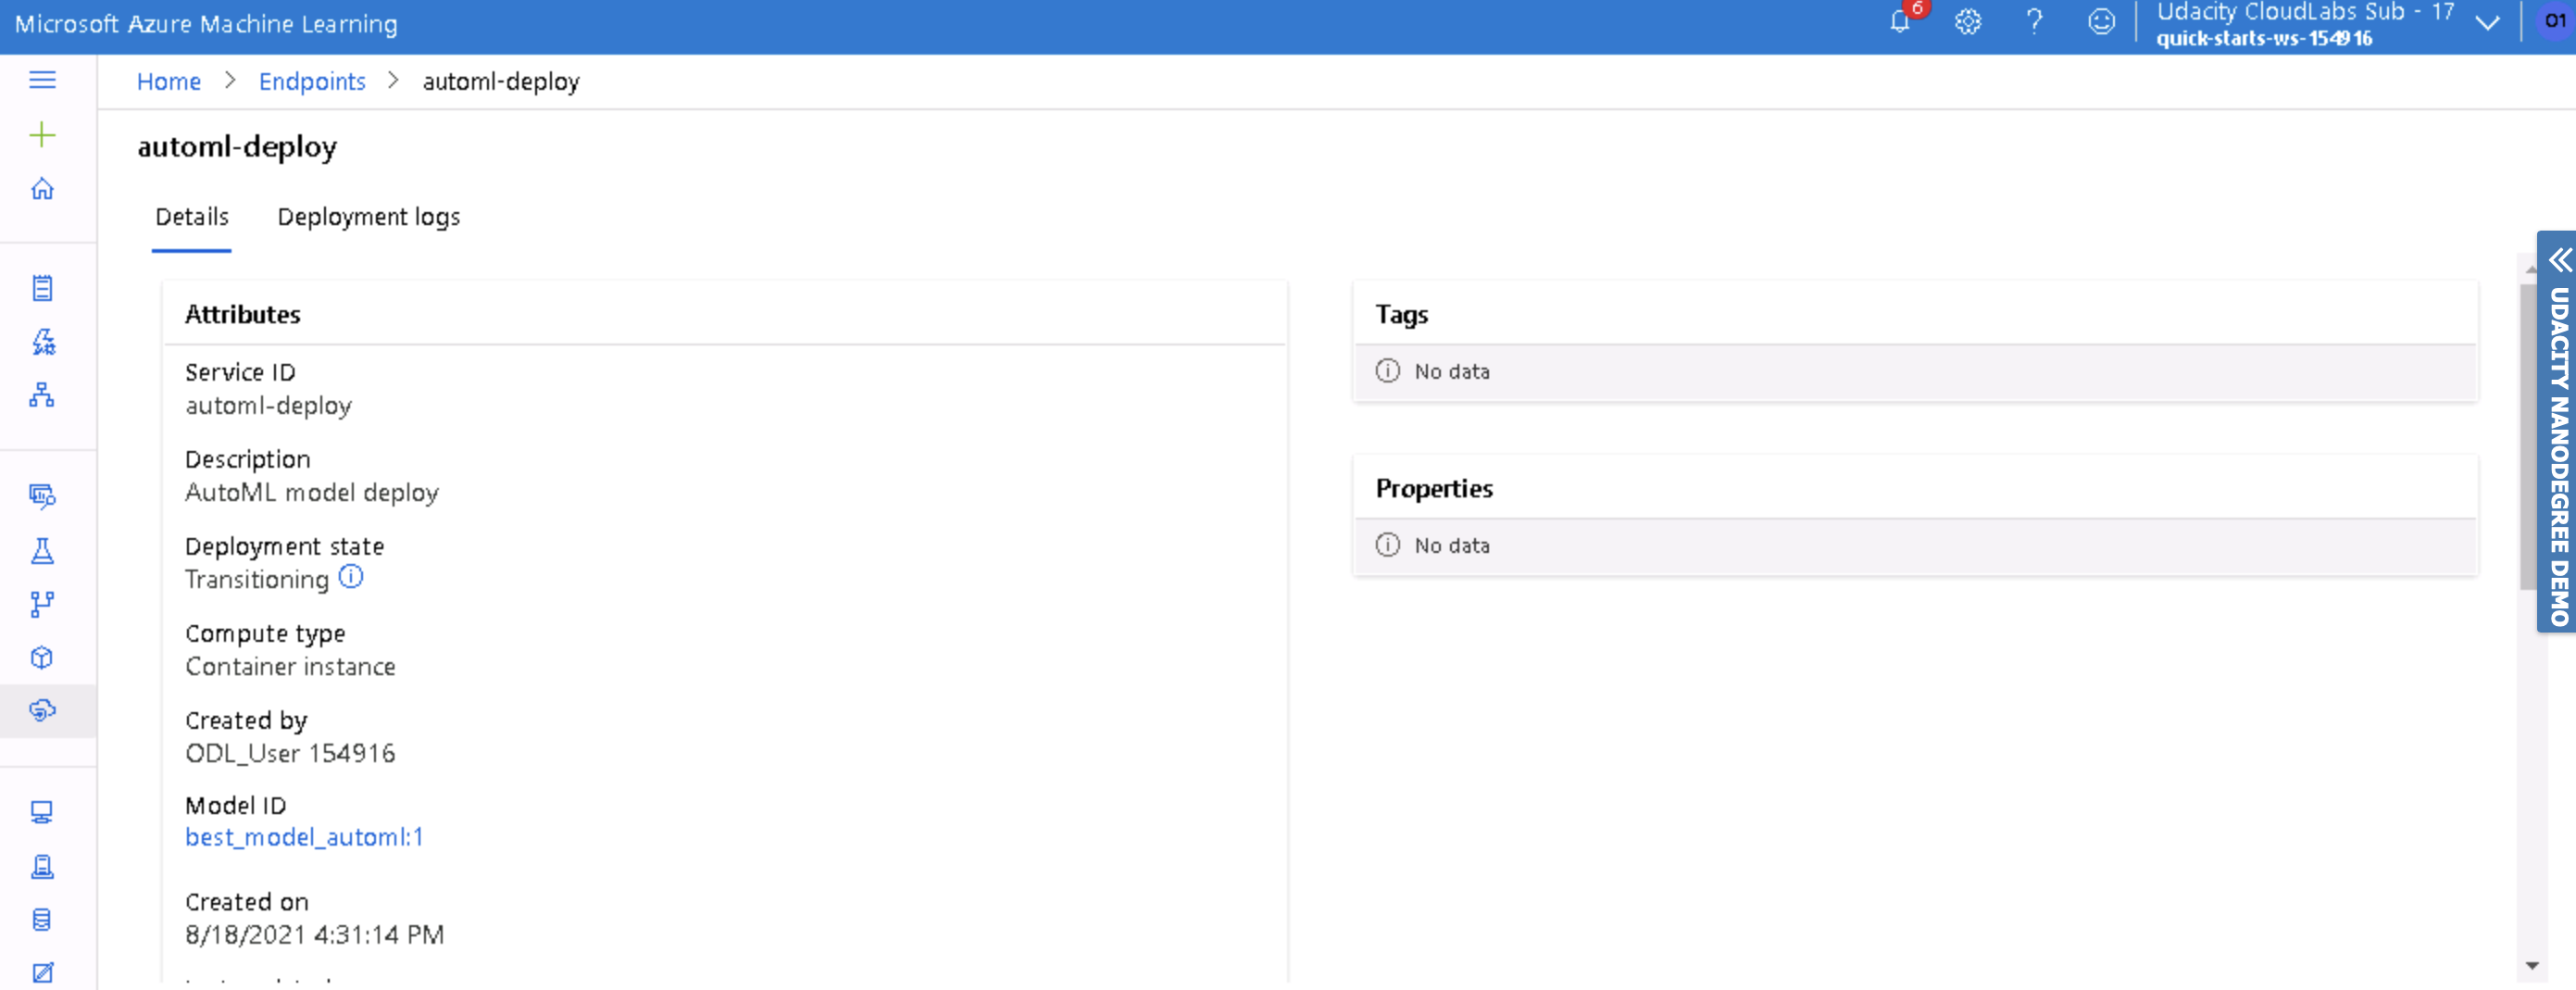 Microsoft Azure Machine Learning
6
Udacity CloudLabs Sub - 17
quick-starts-ws-154916
01
Home > Endpoints > automl-deploy
automl-deploy
Details
Deployment logs
Attributes
Service ID
automl-deploy
Description
AutoML model deploy
Deployment state
Transitioning
Compute type
Container instance
Created by
ODL_User 154916
Model ID
best_model_automl:1
Created on
8/18/2021 4:31:14 PM
Tags
No data
Properties
No data
UDACITY NANODEGREE DEMO